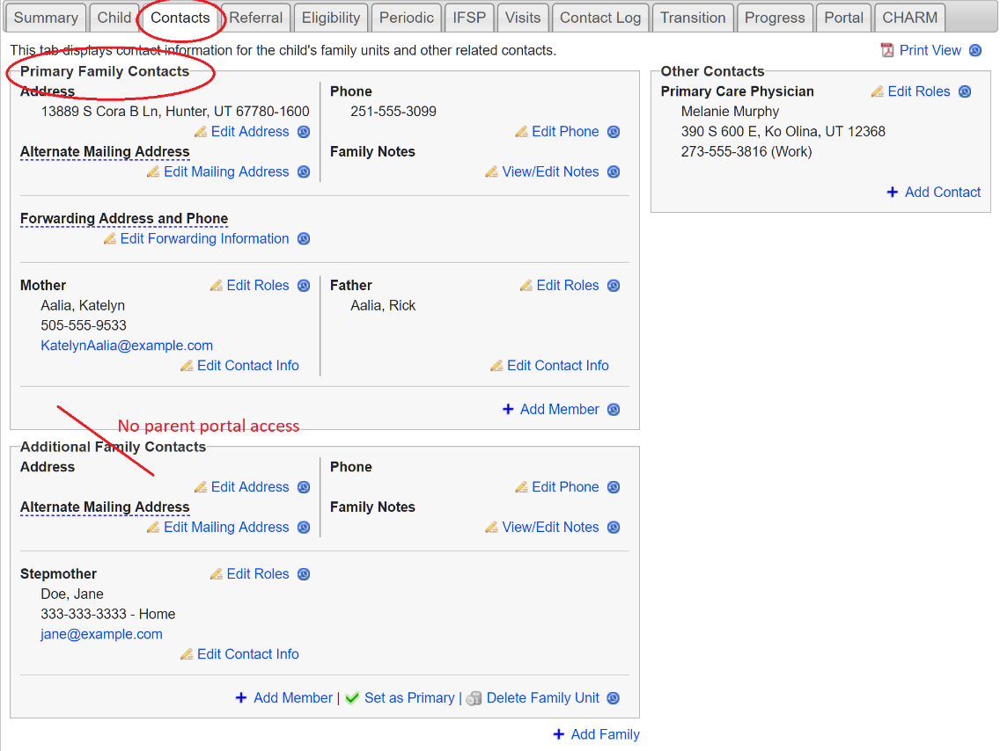 Summary Child Contacts Referral Eligibility Periodic IFSP Visits Contact Log Transition Progress Portal CHARM
This tab displays contact information for the child's family units and other related contacts.
Print View
Primary Family Contacts
Address
13889 S Cora B Ln, Hunter, UT 67780-1600
Edit Address
Phone
251-555-3099
Edit Phone
Alternate Mailing Address
Edit Mailing Address
Family Notes
View/Edit Notes
Forwarding Address and Phone
Edit Forwarding Information
Mother
Edit Roles
Aalia, Katelyn
505-555-9533
KatelynAalia@example.com
Edit Contact Info
Father
Edit Roles
Aalia, Rick
Edit Contact Info
Add Member
Other Contacts
Primary Care Physician
Edit Roles
Melanie Murphy
390 S 600 E, Ko Olina, UT 12368
273-555-3816 (Work)
Add Contact
No parent portal access
Additional Family Contacts
Address
Edit Address
Phone
Edit Phone
Alternate Mailing Address
Edit Mailing Address
Family Notes
View/Edit Notes
Stepmother
Edit Roles
Doe, Jane
333-333-3333 - Home
jane@example.com
Edit Contact Info
Add Member | Set as Primary | Delete Family Unit
Add Family